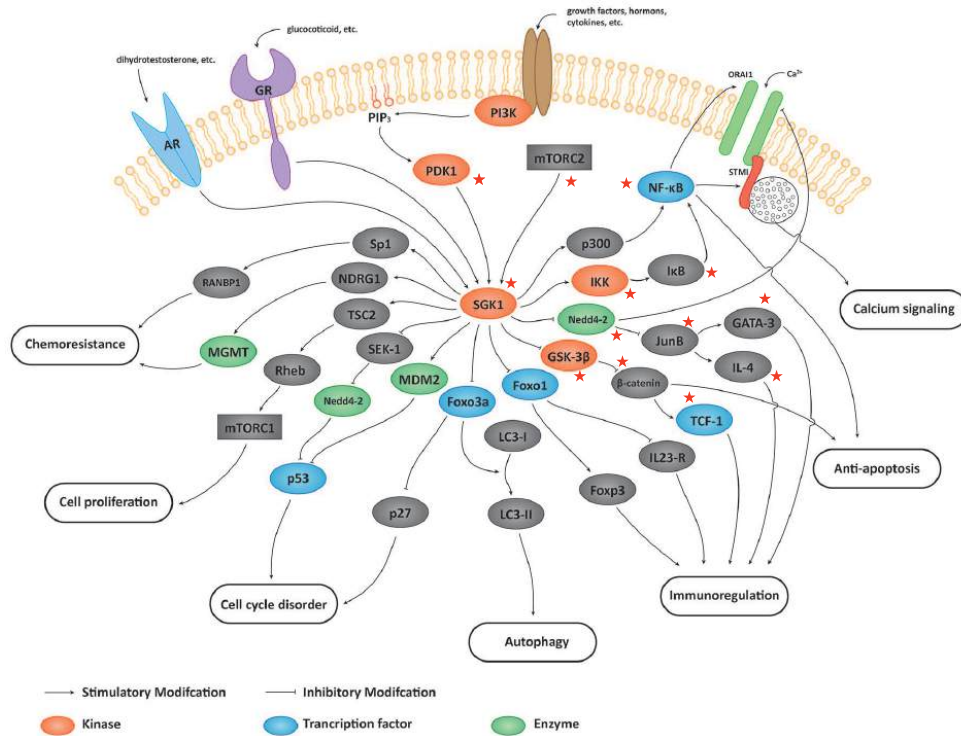 growth factors, hormons,
cytokines, etc.
glucocoticoid, etc.
dihydrotestosterone, etc.
ORAI1
Ca²⁺
GR
AR
PIP₃
PI3K
PDK1
mTORC2
NF-κB
STMI
Sp1
p300
RANBP1
NDRG1
IKK
IκB
SGK1
TSC2
Nedd4-2
GATA-3
Calcium signaling
Chemoresistance
MGMT
SEK-1
JunB
GSK-3β
Rheb
MDM2
Foxo1
β-catenin
IL-4
Nedd4-2
Foxo3a
TCF-1
mTORC1
LC3-I
IL23-R
Anti-apoptosis
p53
Foxp3
Cell proliferation
p27
LC3-II
Cell cycle disorder
Immunoregulation
Autophagy
Stimulatory Modifcation
Inhibitory Modifcation
Kinase
Trancription factor
Enzyme